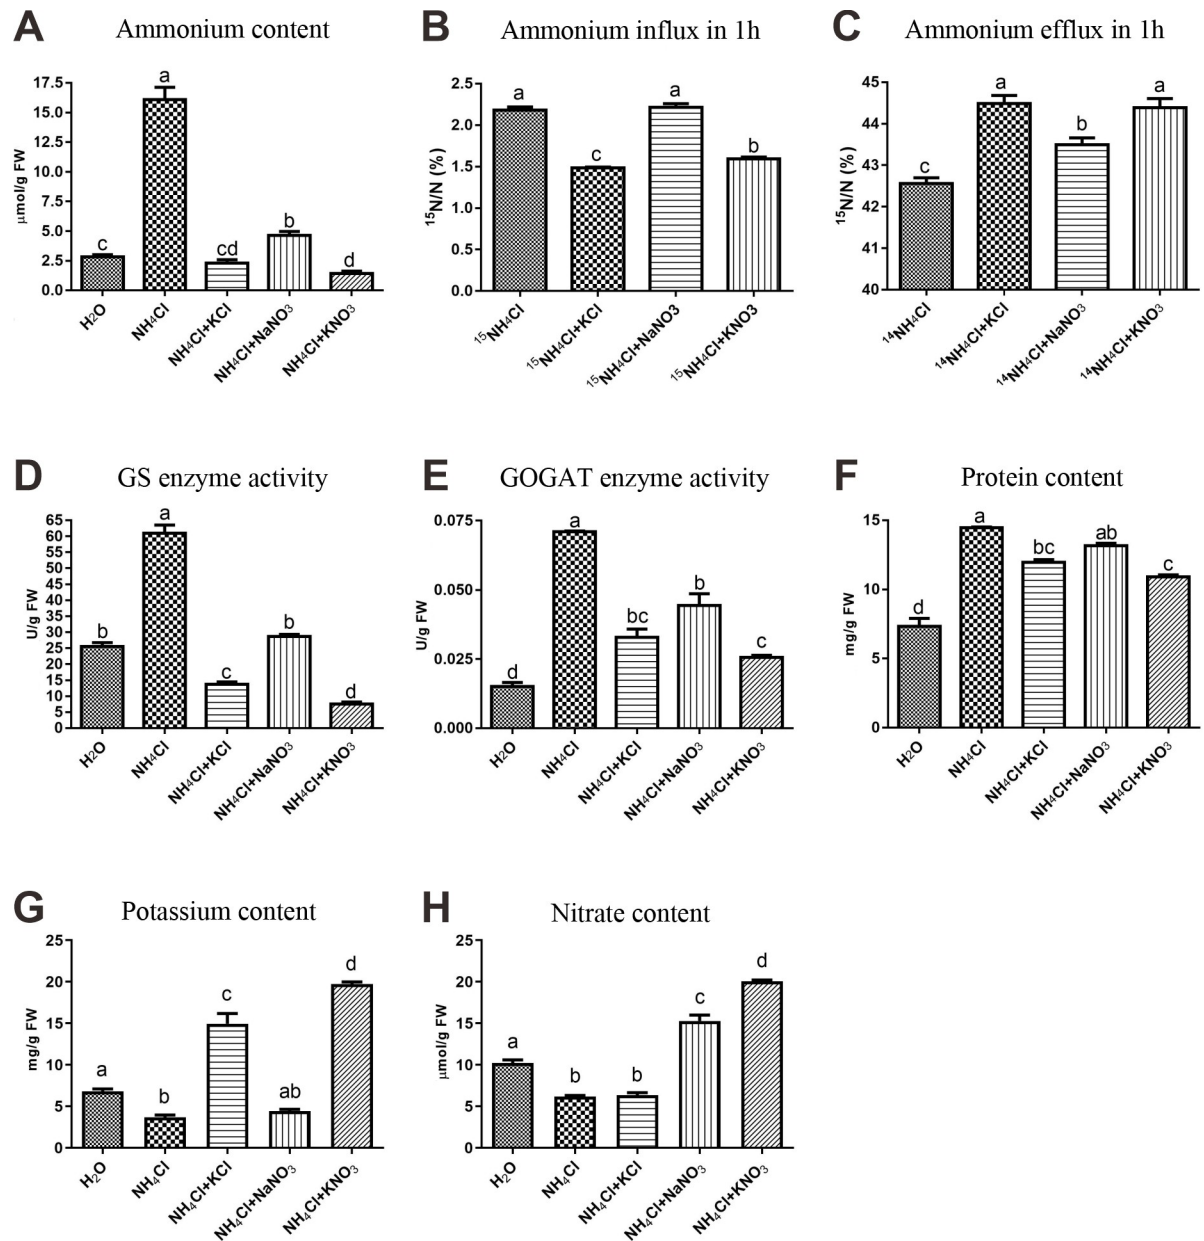 A Ammonium content
μmol/g FW
17.5
15.0
12.5
10.0
7.5
5.0
2.5
0.0
c a cd b d
H₂O NH₄Cl NH₄Cl+KCl NH₄Cl+NaNO₃ NH₄Cl+KNO₃
B Ammonium influx in 1h
¹⁵N/N (%)
2.5
2.0
1.5
1.0
0.5
0.0
a c a b
¹⁵NH₄Cl ¹⁵NH₄Cl+KCl ¹⁵NH₄Cl+NaNO3 ¹⁵NH₄Cl+KNO3
C Ammonium efflux in 1h
¹⁵N/N (%)
45
44
43
42
41
40
c a b a
¹⁴NH₄Cl ¹⁴NH₄Cl+KCl ¹⁴NH₄Cl+NaNO₃ ¹⁴NH₄Cl+KNO₃
D GS enzyme activity
U/g FW
65
60
55
50
45
40
35
30
25
20
15
10
5
0
b a c b d
H₂O NH₄Cl NH₄Cl+KCl NH₄Cl+NaNO₃ NH₄Cl+KNO₃
E GOGAT enzyme activity
U/g FW
0.075
0.050
0.025
0.000
d a bc b c
H₂O NH₄Cl NH₄Cl+KCl NH₄Cl+NaNO₃ NH₄Cl+KNO₃
F Protein content
mg/g FW
15
10
5
0
d a bc ab c
H₂O NH₄Cl NH₄Cl+KCl NH₄Cl+NaNO₃ NH₄Cl+KNO₃
G Potassium content
mg/g FW
25
20
15
10
5
0
a b c ab d
H₂O NH₄Cl NH₄Cl+KCl NH₄Cl+NaNO₃ NH₄Cl+KNO₃
H Nitrate content
μmol/g FW
25
20
15
10
5
0
a b b c d
H₂O NH₄Cl NH₄Cl+KCl NH₄Cl+NaNO₃ NH₄Cl+KNO₃